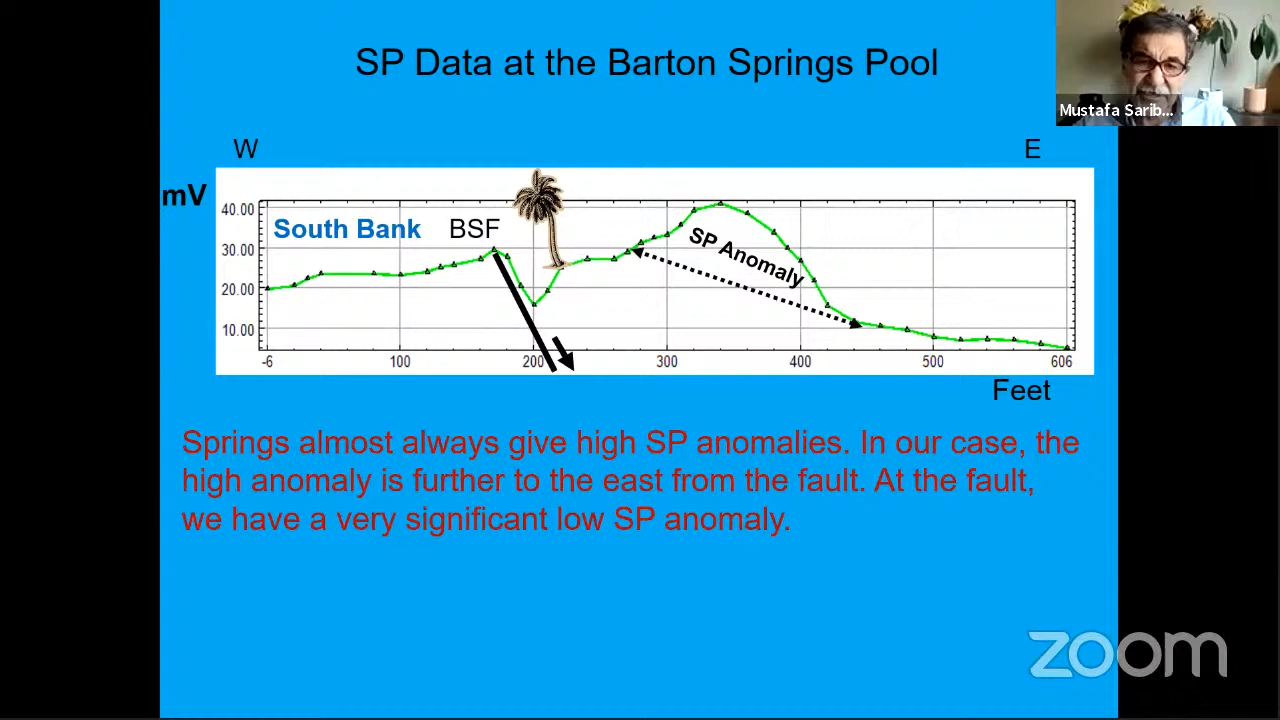 SP Data at the Barton Springs Pool
Mustafa Sarib...
W
E
mV
40.00
30.00
20.00
10.00
South Bank
BSF
SP Anomaly
-6
100
200
300
400
500
606
Feet
Springs almost always give high SP anomalies. In our case, the
high anomaly is further to the east from the fault. At the fault,
we have a very significant low SP anomaly.
zoom